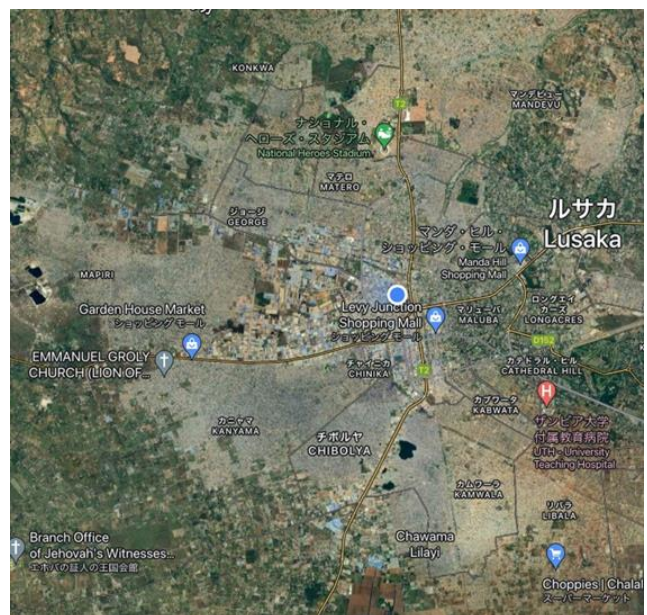 KONKWA
T2
マンデビュー
MANDEVU
ナショナル・
ヒーローズ・スタジアム
National Heroes Stadium
マテロ
MATERO
ジョージ
GEORGE
ルサカ
Lusaka
マンダ・ヒル・
ショッピング・モール
Manda Hill
Shopping Mall
MAPIRI
Garden House Market
ショッピング モール
Levy Junction
Shopping Mall
ショッピング モール
マリューバ
MALUBA
ロングエイ
カーズ
LONGACRES
D152
EMMANUEL GROLY
CHURCH (LION OF...
チャイニカ
CHINIKA
T2
カテドラル・ヒル
CATHEDRAL HILL
カブワータ
KABWATA
カニャマ
KANYAMA
チボルヤ
CHIBOLYA
ザンビア大学
付属教育病院
UTH - University
Teaching Hospital
カムワーラ
KAMWALA
リバラ
LIBALA
Branch Office
of Jehovah's Witnesses...
エホバの証人の王国会館
Chawama
Lilayi
Choppies | Chalal
スーパーマーケット